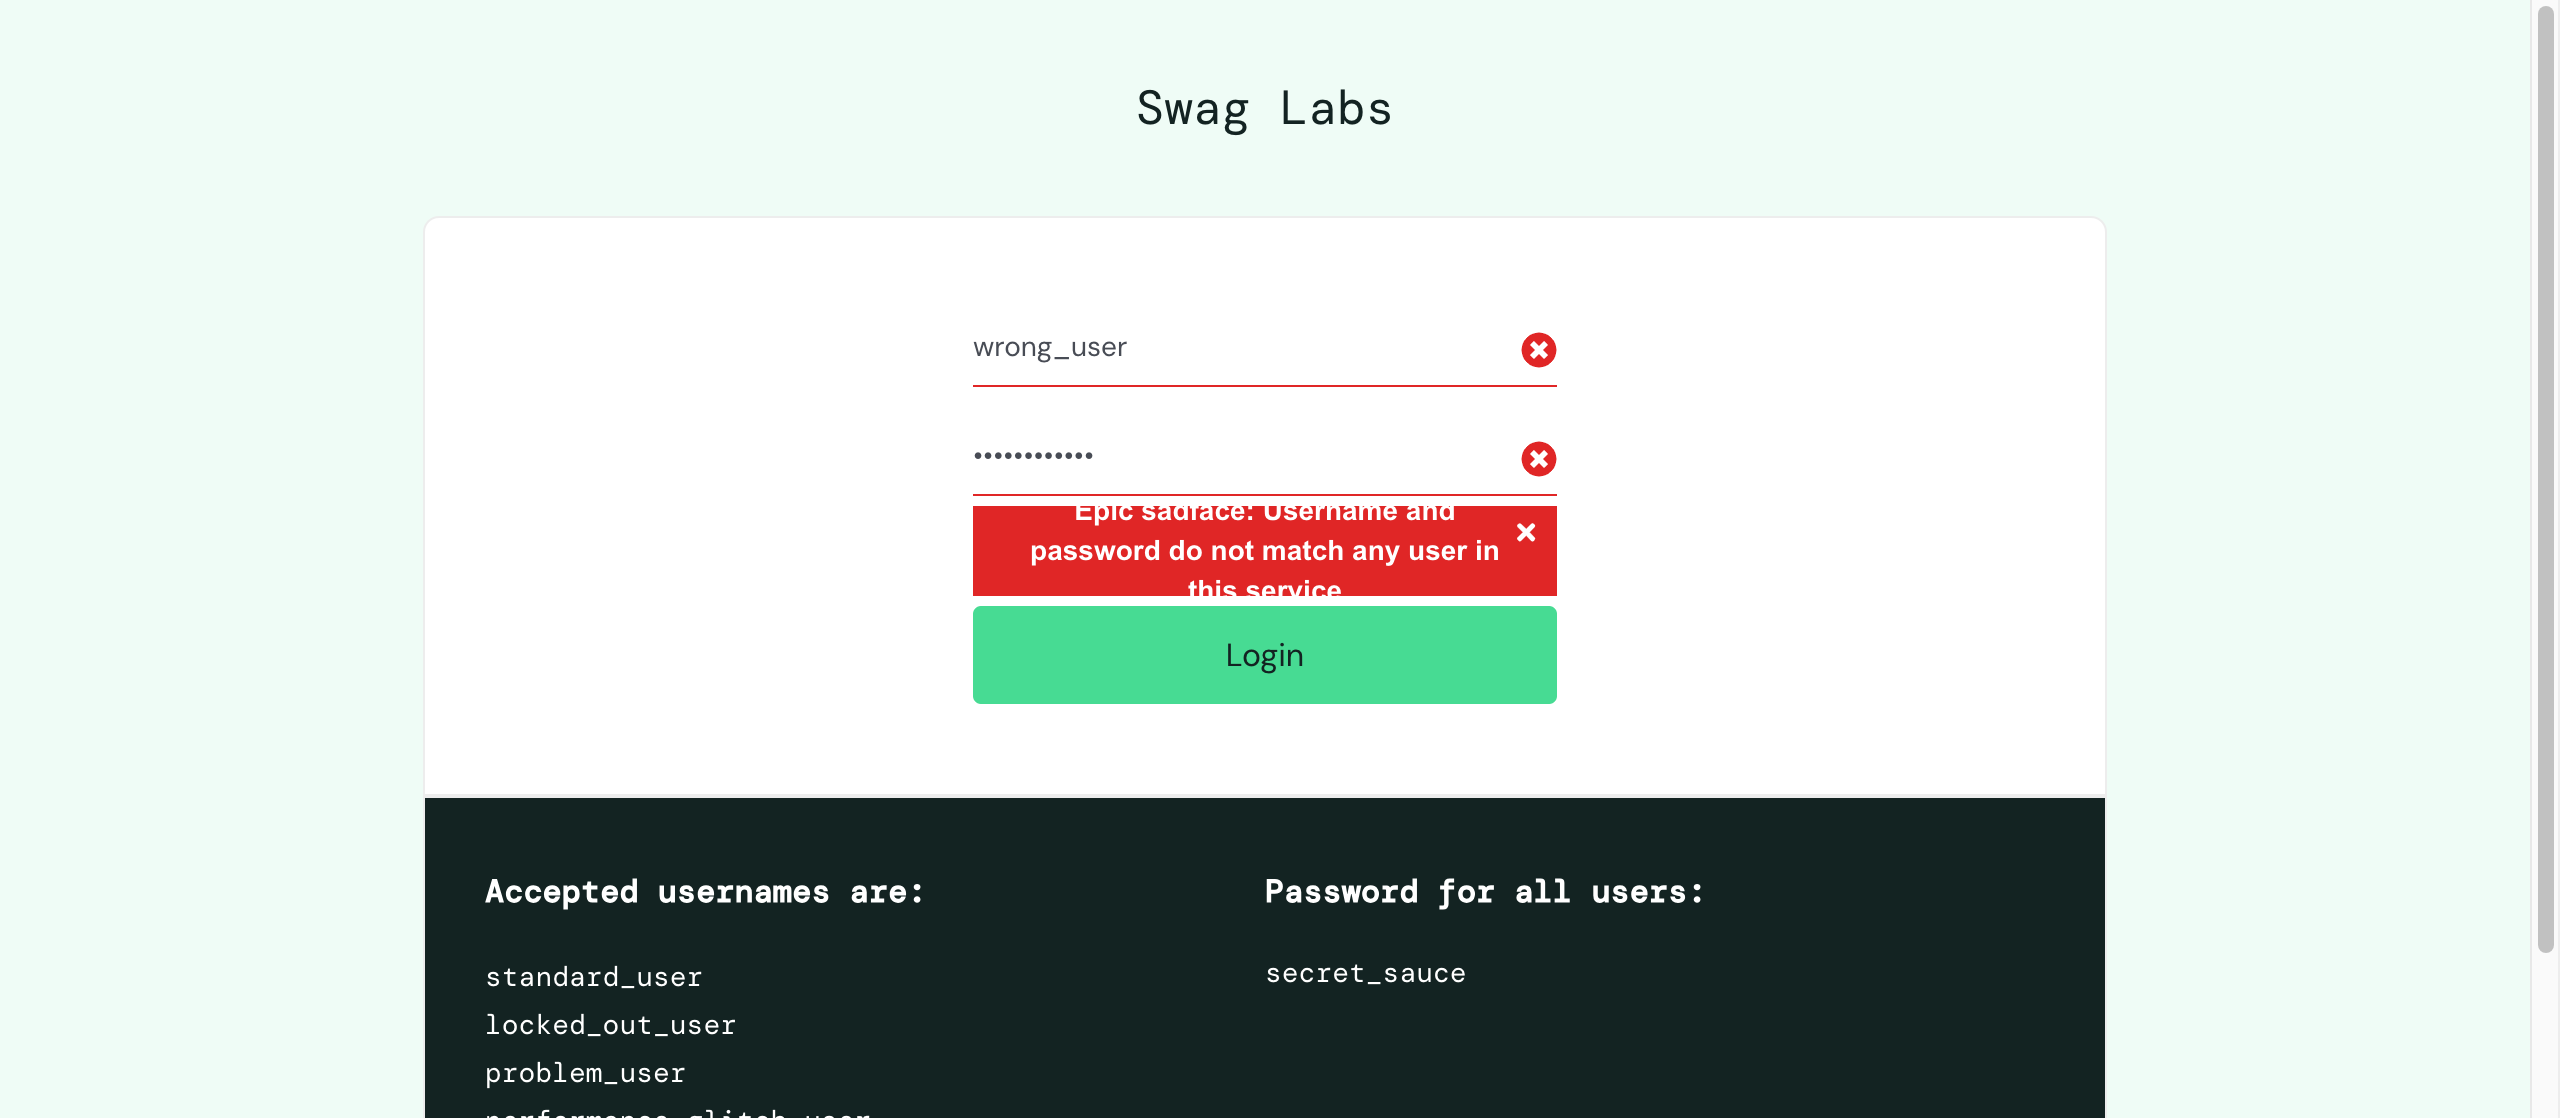 Swag Labs
wrong_user
••••••••••••
Epic sadface: Username and
password do not match any user in
this service
Login
Accepted usernames are:
standard_user
locked_out_user
problem_user
performance_glitch_user
Password for all users:
secret_sauce